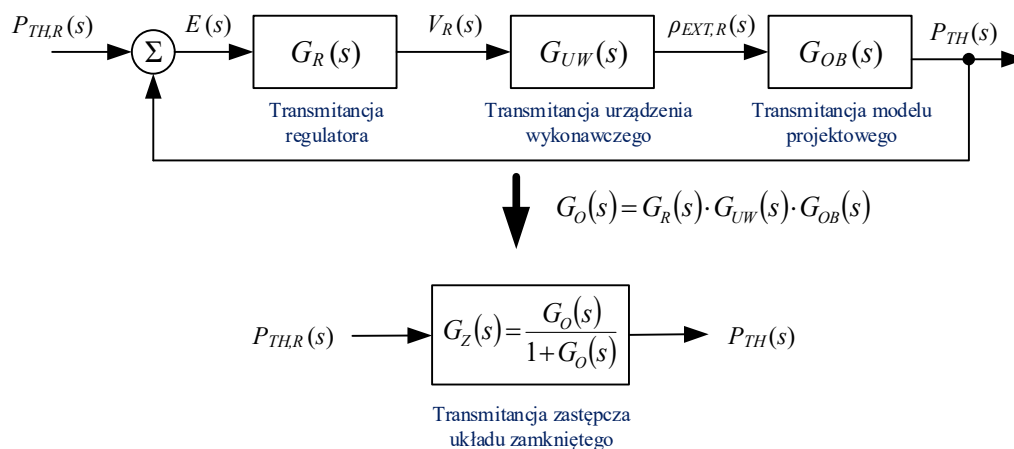 P_{TH,R}(s)
Σ
E(s)
G_R(s)
V_R(s)
G_{UW}(s)
ρ_{EXT,R}(s)
G_{OB}(s)
P_{TH}(s)
Transmitancja
regulatora
Transmitancja urządzenia
wykonawczego
Transmitancja modelu
projektowego
G_O(s) = G_R(s) · G_{UW}(s) · G_{OB}(s)
P_{TH,R}(s)
G_Z(s) = \frac{G_O(s)}{1 + G_O(s)}
P_{TH}(s)
Transmitancja zastępcza
układu zamkniętego